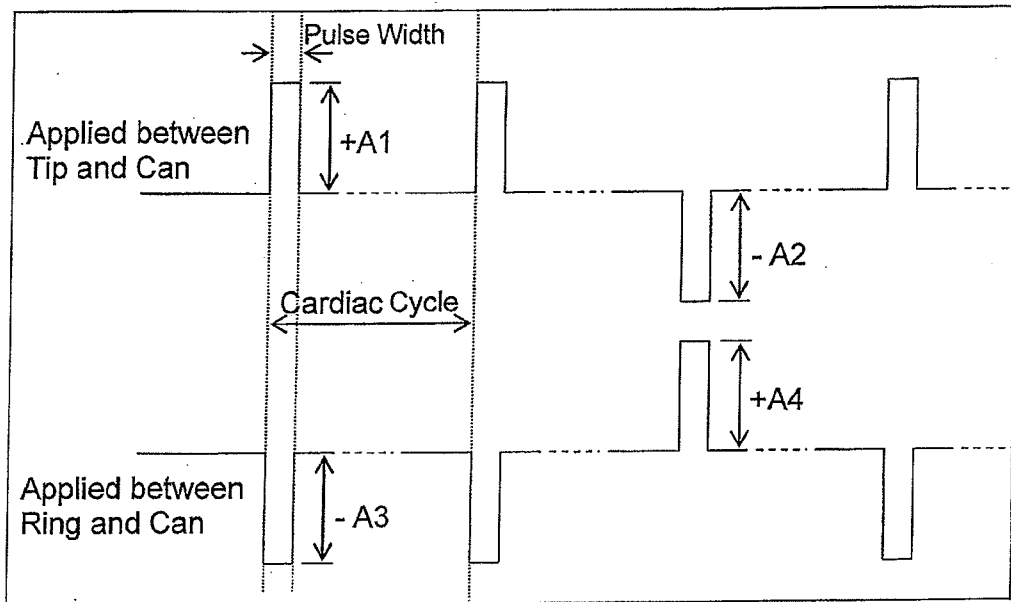 Pulse Width
Applied between
Tip and Can
+A1
- A2
Cardiac Cycle
+A4
Applied between
Ring and Can
- A3